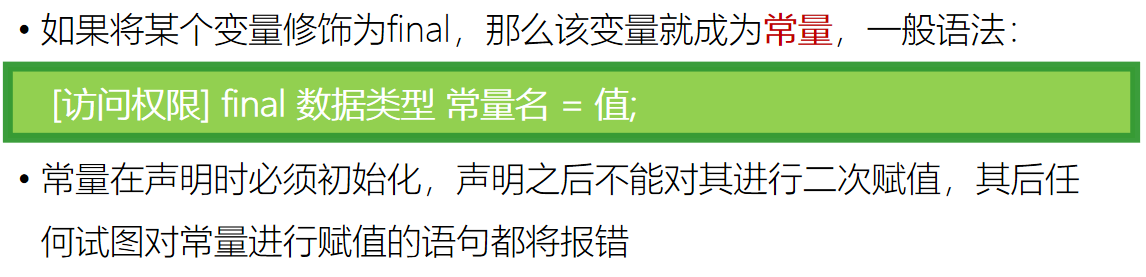 • 如果将某个变量修饰为final，那么该变量就成为常量，一般语法：
[访问权限] final 数据类型 常量名 = 值;
• 常量在声明时必须初始化，声明之后不能对其进行二次赋值，其后任
何试图对常量进行赋值的语句都将报错